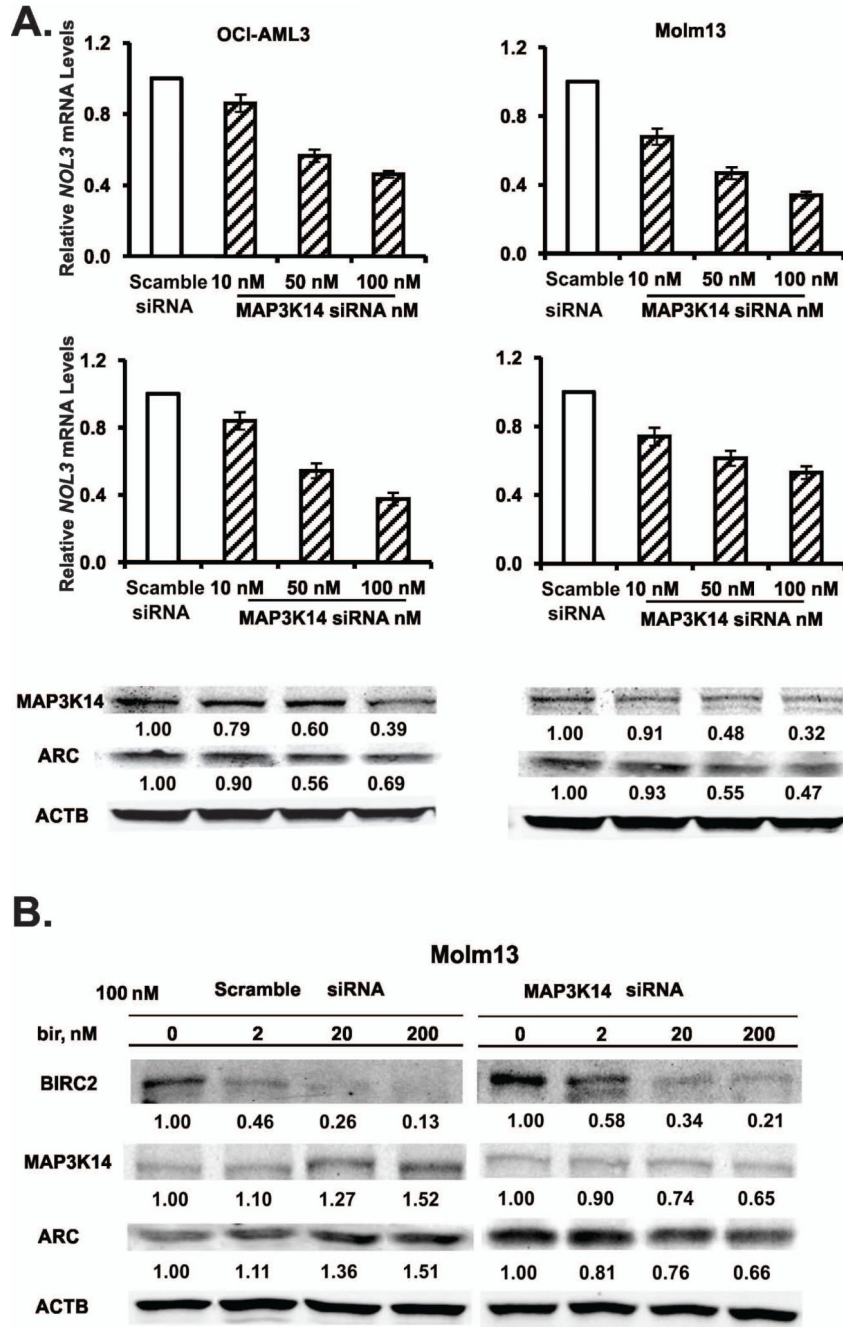 A.
OCI-AML3
Molm13
Relative NOL3 mRNA Levels
1.2
0.8
0.4
0.0
Scamble siRNA
10 nM 50 nM 100 nM
MAP3K14 siRNA nM
1.2
0.8
0.4
0.0
Scamble siRNA
10 nM 50 nM 100 nM
MAP3K14 siRNA nM
Relative NOL3 mRNA Levels
1.2
0.8
0.4
0.0
Scamble siRNA
10 nM 50 nM 100 nM
MAP3K14 siRNA nM
1.2
0.8
0.4
0.0
Scamble siRNA
10 nM 50 nM 100 nM
MAP3K14 siRNA nM
MAP3K14
1.00 0.79 0.60 0.39 1.00 0.91 0.48 0.32
ARC
1.00 0.90 0.56 0.69 1.00 0.93 0.55 0.47
ACTB
B.
Molm13
100 nM Scramble siRNA MAP3K14 siRNA
bir, nM 0 2 20 200 0 2 20 200
BIRC2
1.00 0.46 0.26 0.13 1.00 0.58 0.34 0.21
MAP3K14
1.00 1.10 1.27 1.52 1.00 0.90 0.74 0.65
ARC
1.00 1.11 1.36 1.51 1.00 0.81 0.76 0.66
ACTB